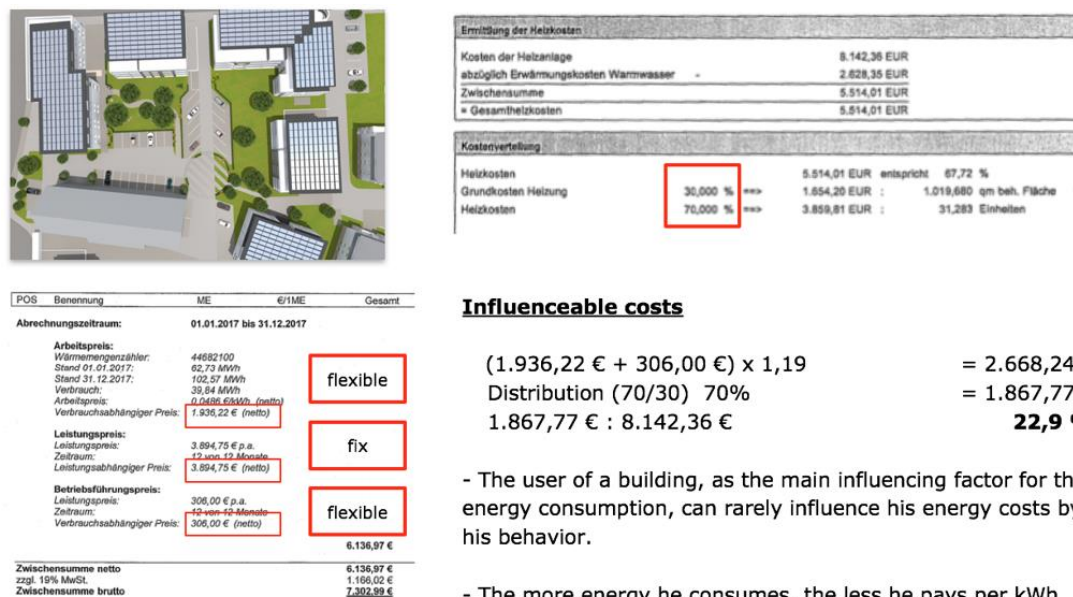 Ermittlung der Heizkosten
Kosten der Heizanlage 8.142,36 EUR
abzüglich Erwärmungskosten Warmwasser - 2.628,35 EUR
Zwischensumme 5.514,01 EUR
= Gesamtheizkosten 5.514,01 EUR
Kostenverteilung
Heizkosten 5.514,01 EUR entspricht 67,72 %
Grundkosten Heizung 30,000 % ==> 1.654,20 EUR : 1.019,680 qm beh. Fläche
Heizkosten 70,000 % ==> 3.859,81 EUR : 31,283 Einheiten
POS Benennung ME €/1ME Gesamt
Abrechnungszeitraum: 01.01.2017 bis 31.12.2017
Arbeitspreis:
Wärmemengenzähler: 44682100
Stand 01.01.2017: 62,73 MWh
Stand 31.12.2017: 102,57 MWh
Verbrauch: 39,84 MWh
Arbeitspreis: 0,0486 €/kWh (netto)
Verbrauchsabhängiger Preis: 1.936,22 € (netto)
flexible
Leistungspreis:
Leistungspreis: 3.894,75 € p.a.
Zeitraum: 12 von 12 Monate
Leistungsabhängiger Preis: 3.894,75 € (netto)
fix
Betriebsführungspreis:
Leistungspreis: 306,00 € p.a.
Zeitraum: 12 von 12 Monate
Verbrauchsabhängiger Preis: 306,00 € (netto)
flexible
6.136,97 €
Zwischensumme netto 6.136,97 €
zzgl. 19% MwSt. 1.166,02 €
Zwischensumme brutto 7.302,99 €
Influenceable costs
(1.936,22 € + 306,00 €) x 1,19 = 2.668,24
Distribution (70/30) 70% = 1.867,77
1.867,77 € : 8.142,36 € 22,9
- The user of a building, as the main influencing factor for th
energy consumption, can rarely influence his energy costs by
his behavior.
- The more energy he consumes, the less he pays per kWh